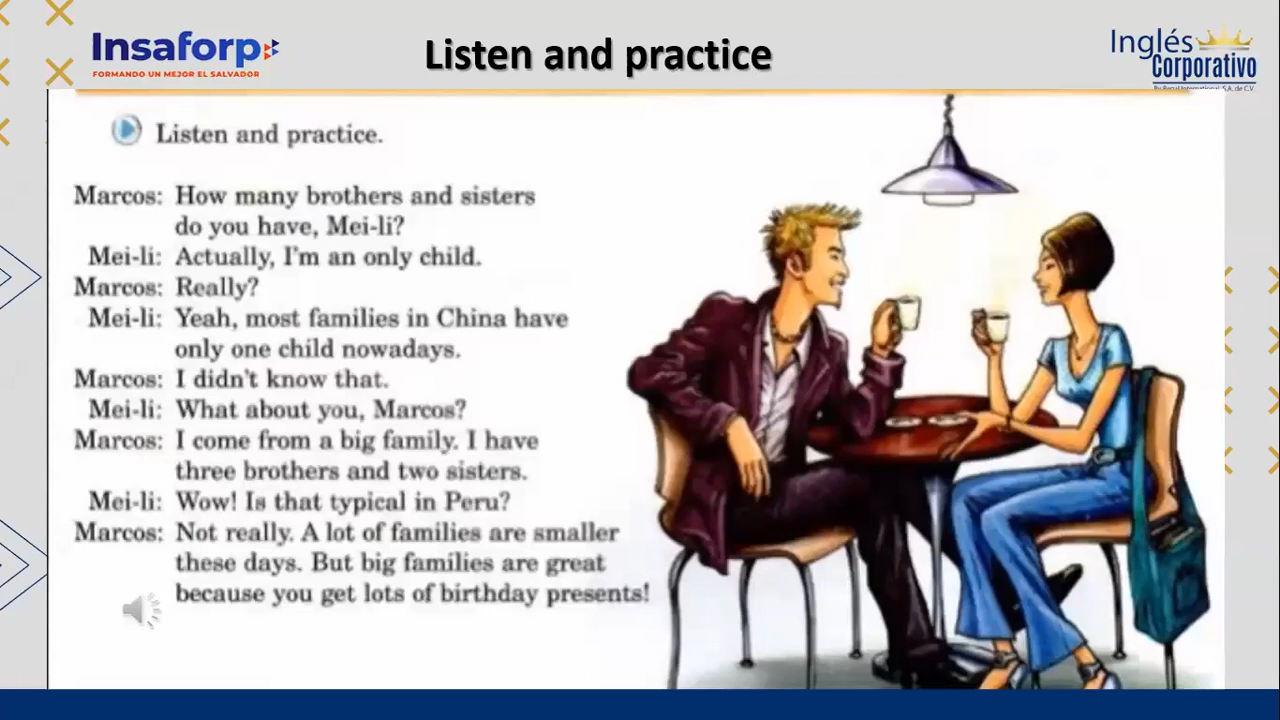 Insaforp
FORMANDO UN MEJOR EL SALVADOR
Listen and practice
Inglés
Corporativo
Listen and practice.
Marcos: How many brothers and sisters
do you have, Mei-li?
Mei-li: Actually, I'm an only child.
Marcos: Really?
Mei-li: Yeah, most families in China have
only one child nowadays.
Marcos: I didn't know that.
Mei-li: What about you, Marcos?
Marcos: I come from a big family. I have
three brothers and two sisters.
Mei-li: Wow! Is that typical in Peru?
Marcos: Not really. A lot of families are smaller
these days. But big families are great
because you get lots of birthday presents!